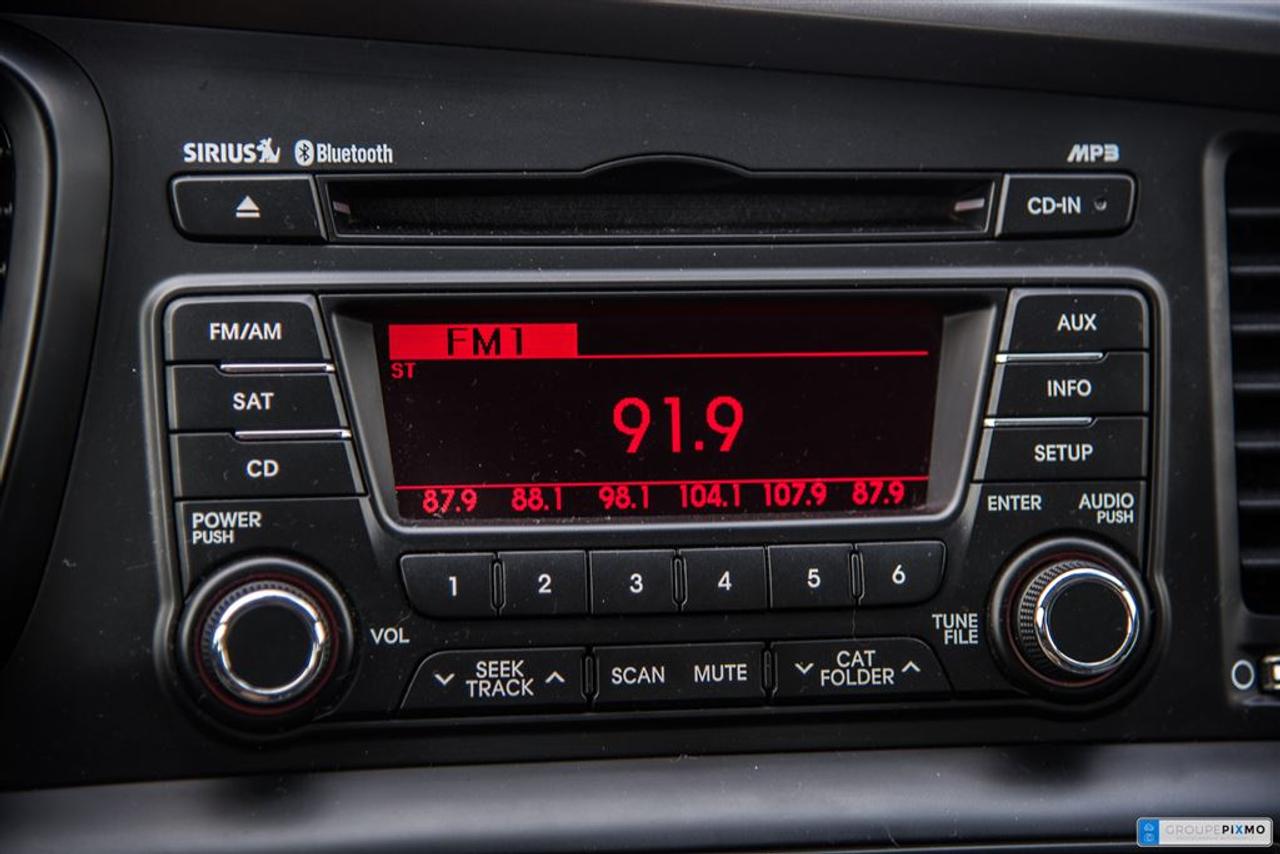 SIRIUS Bluetooth MP3
CD-IN
FM/AM
SAT
CD
POWER
PUSH
FM1
ST
91.9
87.9 88.1 98.1 104.1 107.9 87.9
AUX
INFO
SETUP
ENTER
AUDIO
PUSH
1 2 3 4 5 6
VOL
TUNE
FILE
SEEK
TRACK
SCAN MUTE
CAT
FOLDER
GROUPEPIXMO